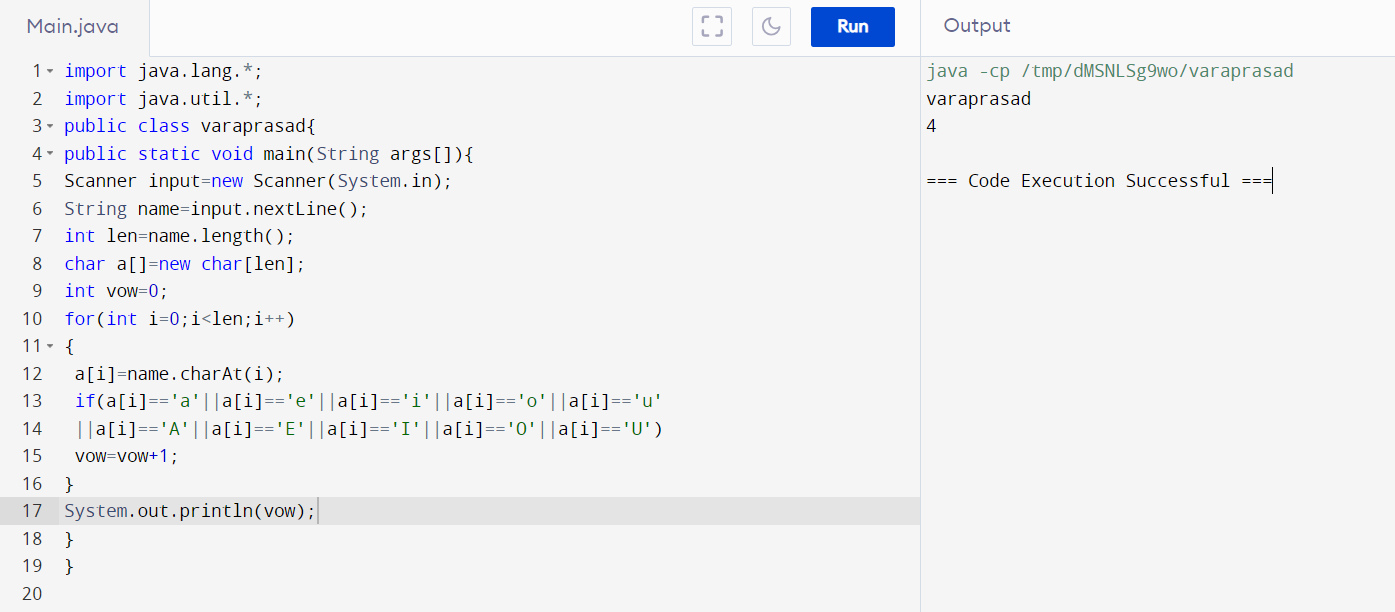 Main.java
Run
Output
1 import java.lang.*;
2 import java.util.*;
3 public class varaprasad{
4 public static void main(String args[]){
5 Scanner input=new Scanner(System.in);
6 String name=input.nextLine();
7 int len=name.length();
8 char a[]=new char[len];
9 int vow=0;
10 for(int i=0;i<len;i++)
11 {
12  a[i]=name.charAt(i);
13  if(a[i]=='a'||a[i]=='e'||a[i]=='i'||a[i]=='o'||a[i]=='u'
14  ||a[i]=='A'||a[i]=='E'||a[i]=='I'||a[i]=='O'||a[i]=='U')
15  vow=vow+1;
16 }
17 System.out.println(vow);
18 }
19 }
20
java -cp /tmp/dMSNLSg9wo/varaprasad
varaprasad
4
=== Code Execution Successful ===